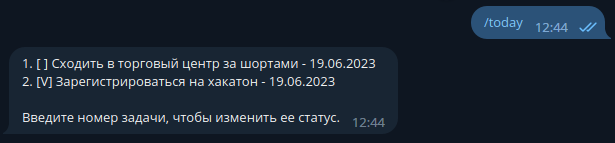 /today 12:44
1. [ ] Сходить в торговый центр за шортами - 19.06.2023
2. [V] Зарегистрироваться на хакатон - 19.06.2023
Введите номер задачи, чтобы изменить ее статус. 12:44